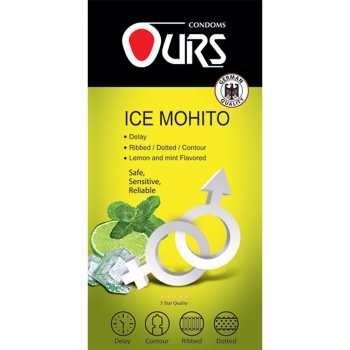 CONDOMS
OURS
GERMAN
QUALITY
ICE MOHITO
• Delay
• Ribbed / Dotted / Contour
• Lemon and mint Flavored
Safe,
Sensitive,
Reliable
5 Star Quality
Delay Contour Ribbed Dotted